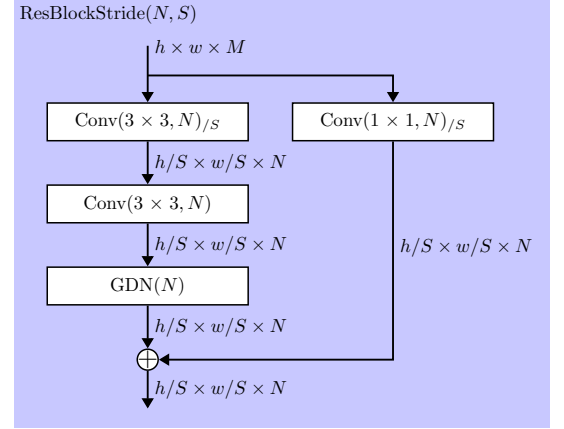 ResBlockStride(N, S)
h × w × M
Conv(3 × 3, N)/S
Conv(1 × 1, N)/S
h/S × w/S × N
Conv(3 × 3, N)
h/S × w/S × N
h/S × w/S × N
GDN(N)
h/S × w/S × N
h/S × w/S × N